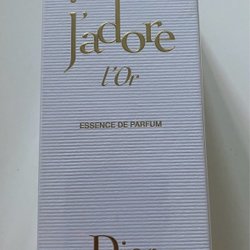 j'adore
l'Or
ESSENCE DE PARFUM
Dior